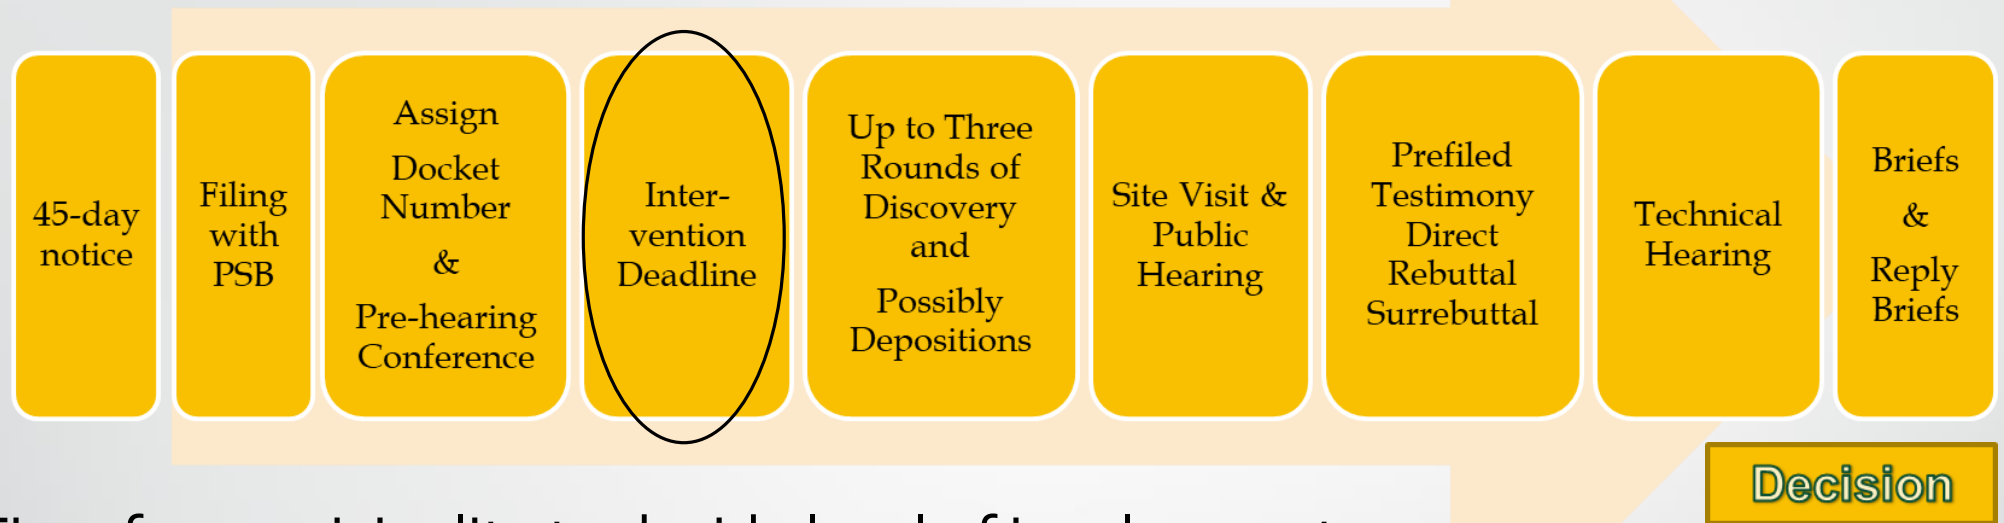 45-day
notice
Filing
with
PSB
Assign
Docket
Number
&
Pre-hearing
Conference
Inter-
vention
Deadline
Up to Three
Rounds of
Discovery
and
Possibly
Depositions
Site Visit &
Public
Hearing
Prefiled
Testimony
Direct
Rebuttal
Surrebuttal
Technical
Hearing
Briefs
&
Reply
Briefs
Decision